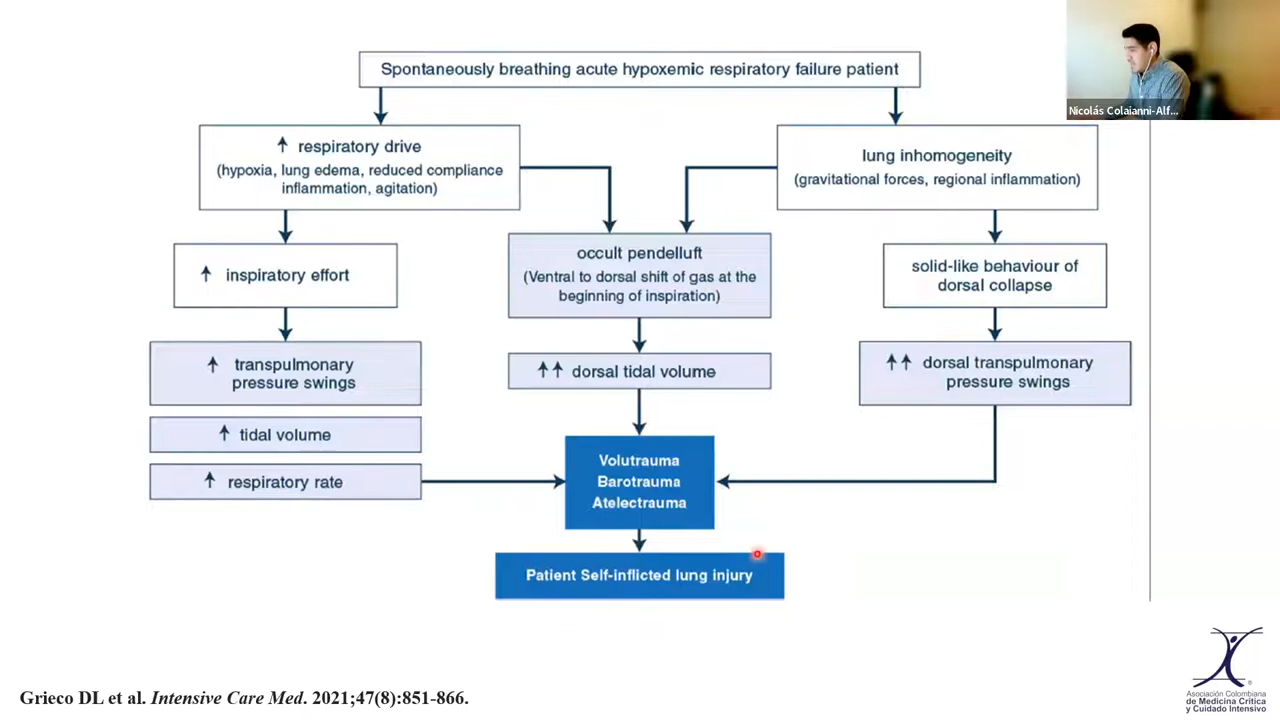 Nicolás Colaianni-Alf...
Spontaneously breathing acute hypoxemic respiratory failure patient
↑ respiratory drive
(hypoxia, lung edema, reduced compliance
inflammation, agitation)
lung inhomogeneity
(gravitational forces, regional inflammation)
↑ inspiratory effort
occult pendelluft
(Ventral to dorsal shift of gas at the
beginning of inspiration)
solid-like behaviour of
dorsal collapse
↑ transpulmonary
pressure swings
↑↑ dorsal tidal volume
↑↑ dorsal transpulmonary
pressure swings
↑ tidal volume
↑ respiratory rate
Volutrauma
Barotrauma
Atelectrauma
Patient Self-inflicted lung injury
Grieco DL et al. Intensive Care Med. 2021;47(8):851-866.
®
Asociación Colombiana
de Medicina Crítica
y Cuidado Intensivo